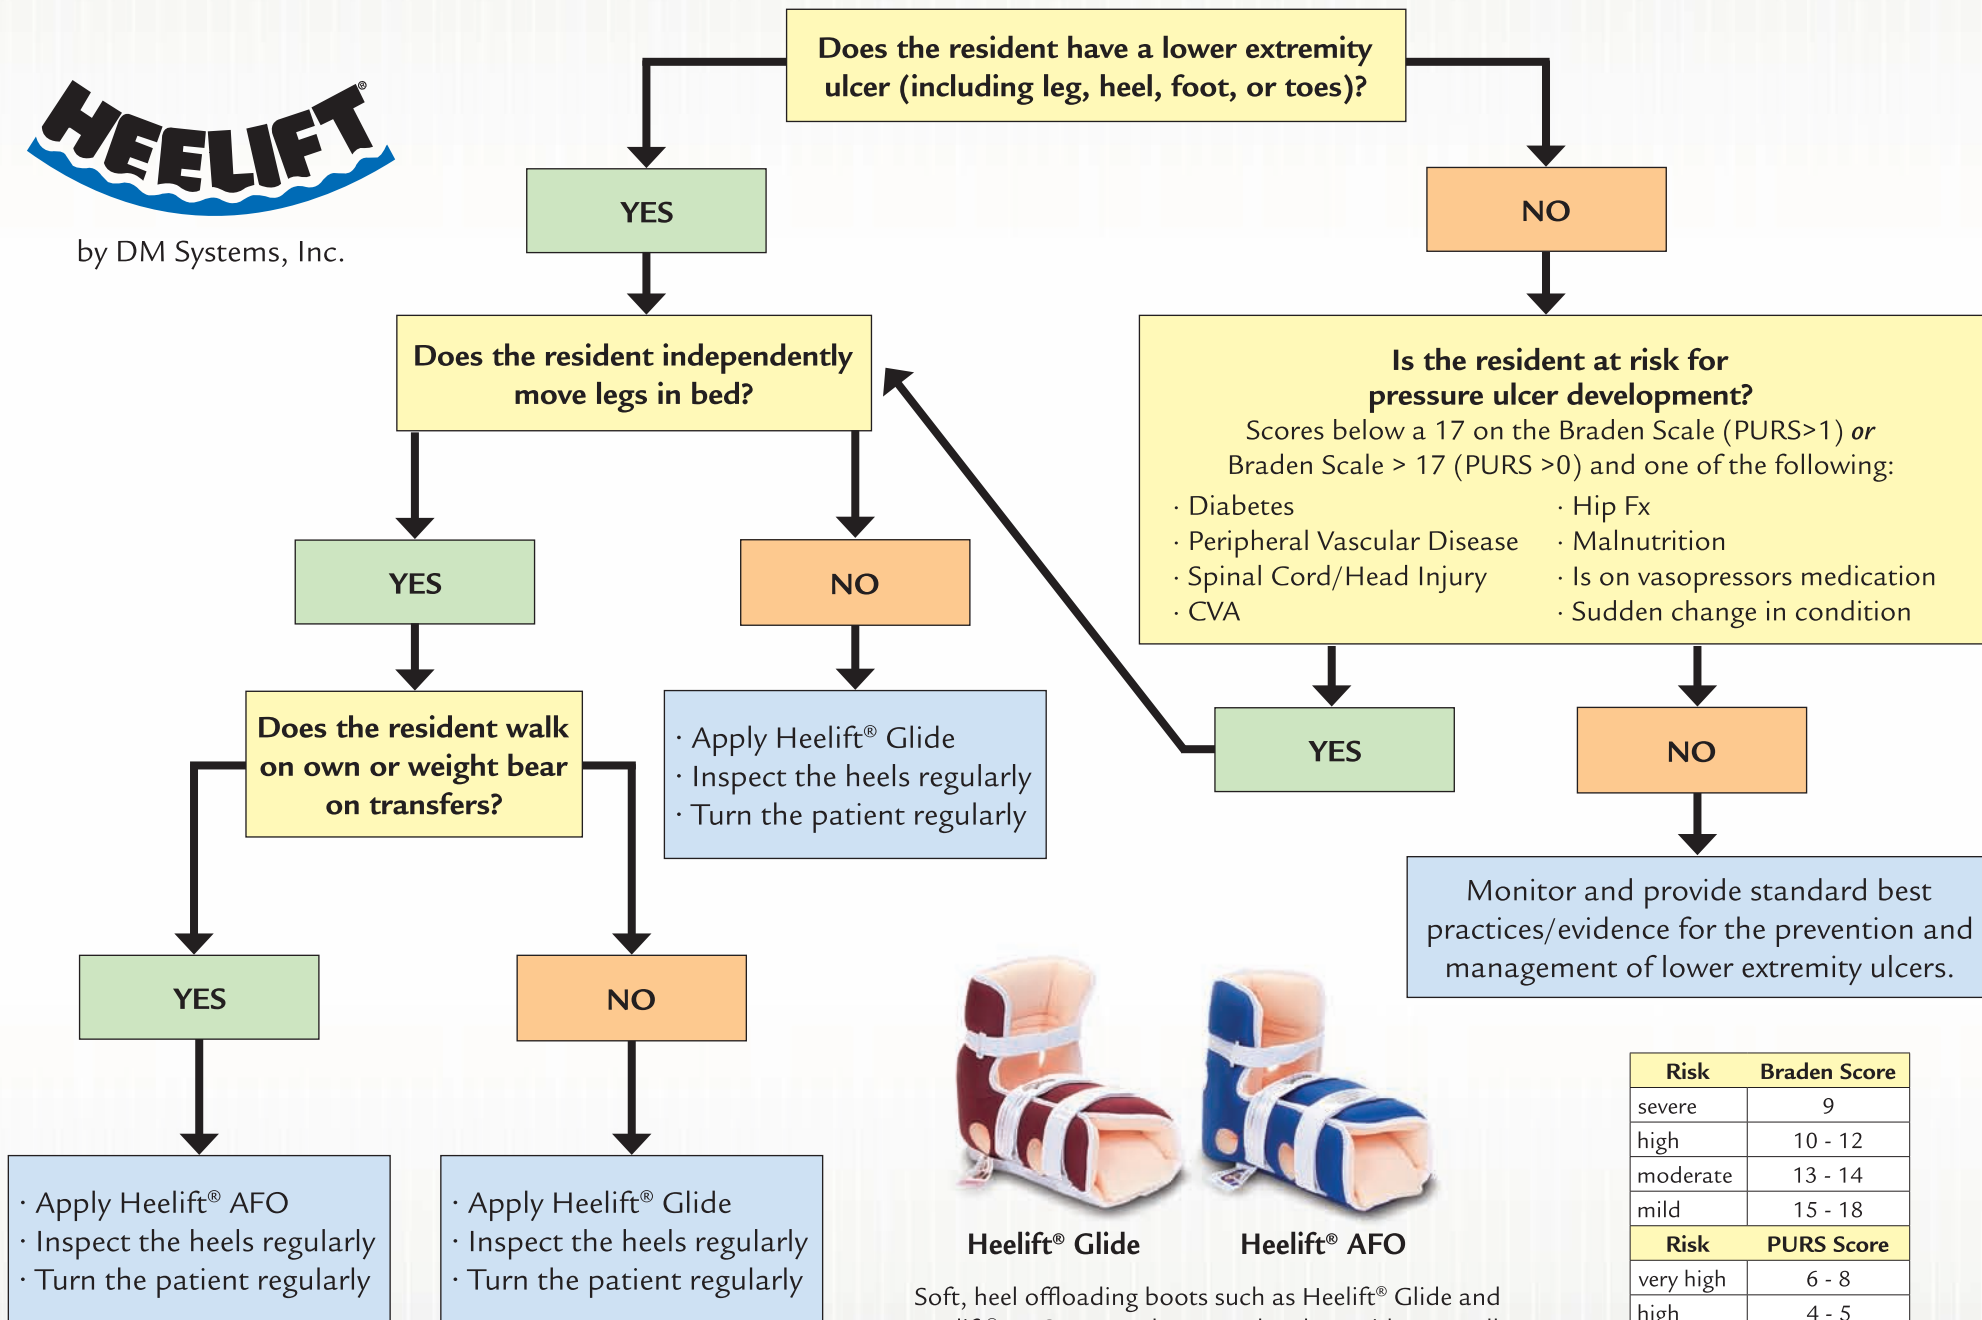 HEELIFT®
by DM Systems, Inc.
Does the resident have a lower extremity
ulcer (including leg, heel, foot, or toes)?
YES
NO
Does the resident independently
move legs in bed?
Is the resident at risk for
pressure ulcer development?
Scores below a 17 on the Braden Scale (PURS>1) or
Braden Scale > 17 (PURS >0) and one of the following:
· Diabetes
· Peripheral Vascular Disease
· Spinal Cord/Head Injury
· CVA
· Hip Fx
· Malnutrition
· Is on vasopressors medication
· Sudden change in condition
YES
NO
YES
NO
Does the resident walk
on own or weight bear
on transfers?
· Apply Heelift® Glide
· Inspect the heels regularly
· Turn the patient regularly
Monitor and provide standard best
practices/evidence for the prevention and
management of lower extremity ulcers.
YES
NO
· Apply Heelift® AFO
· Inspect the heels regularly
· Turn the patient regularly
· Apply Heelift® Glide
· Inspect the heels regularly
· Turn the patient regularly
Heelift® Glide
Heelift® AFO
Soft, heel offloading boots such as Heelift® Glide and
Risk Braden Score
severe 9
high 10 - 12
moderate 13 - 14
mild 15 - 18
Risk PURS Score
very high 6 - 8
high 4 - 5